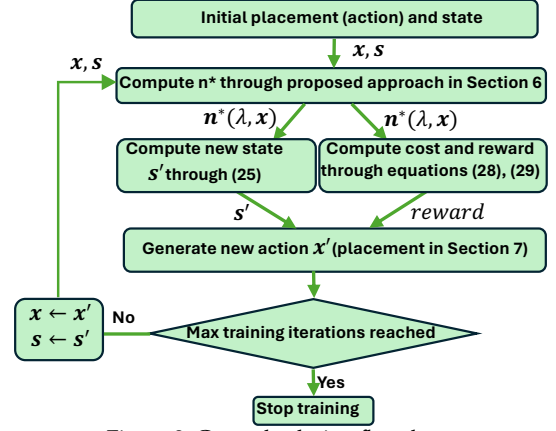 Initial placement (action) and state
x, s
x, s
Compute n* through proposed approach in Section 6
n*(λ, x)
n*(λ, x)
Compute new state
s′ through (25)
Compute cost and reward
through equations (28), (29)
s′
reward
Generate new action x′(placement in Section 7)
x ← x′
s ← s′
No
Max training iterations reached
Yes
Stop training